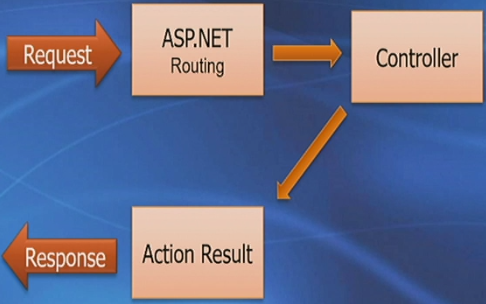 Request
ASP.NET
Routing
Controller
Response
Action Result